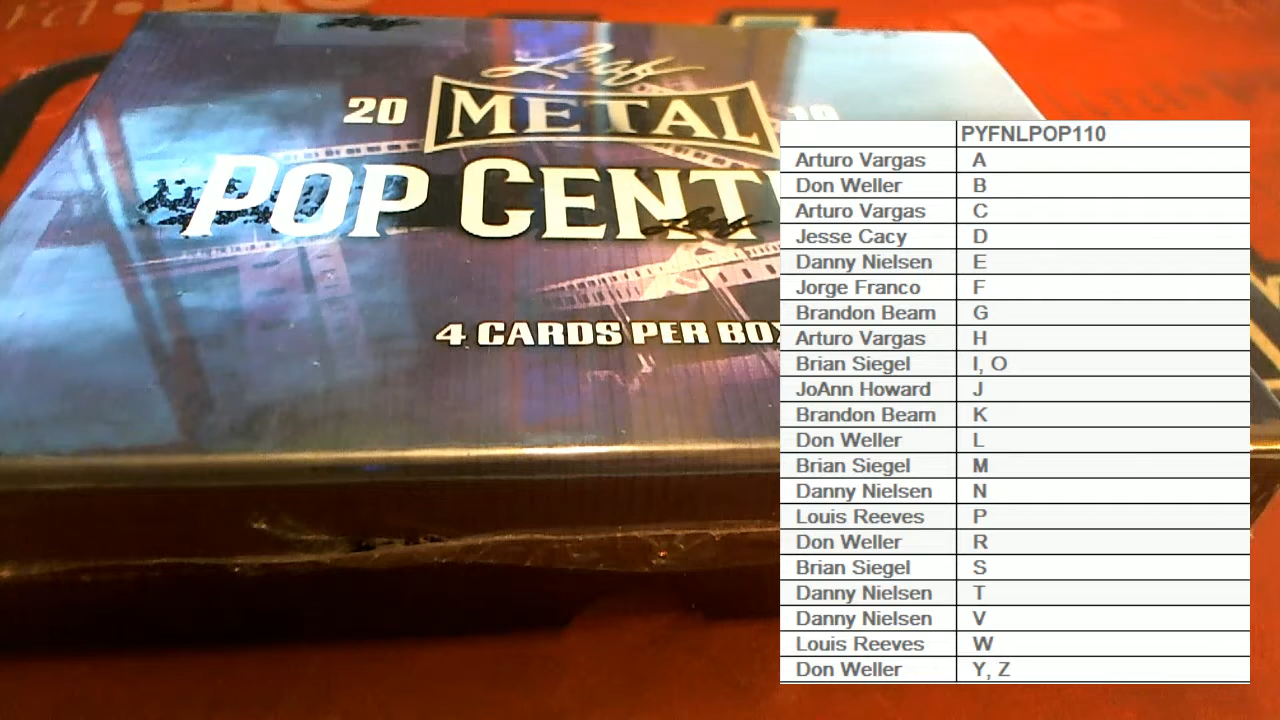 Leaf
20 METAL 19
POP CENT
Leaf
4 CARDS PER BOX
PYFNLPOP110
Arturo Vargas A
Don Weller B
Arturo Vargas C
Jesse Cacy D
Danny Nielsen E
Jorge Franco F
Brandon Beam G
Arturo Vargas H
Brian Siegel I, O
JoAnn Howard J
Brandon Beam K
Don Weller L
Brian Siegel M
Danny Nielsen N
Louis Reeves P
Don Weller R
Brian Siegel S
Danny Nielsen T
Danny Nielsen V
Louis Reeves W
Don Weller Y, Z